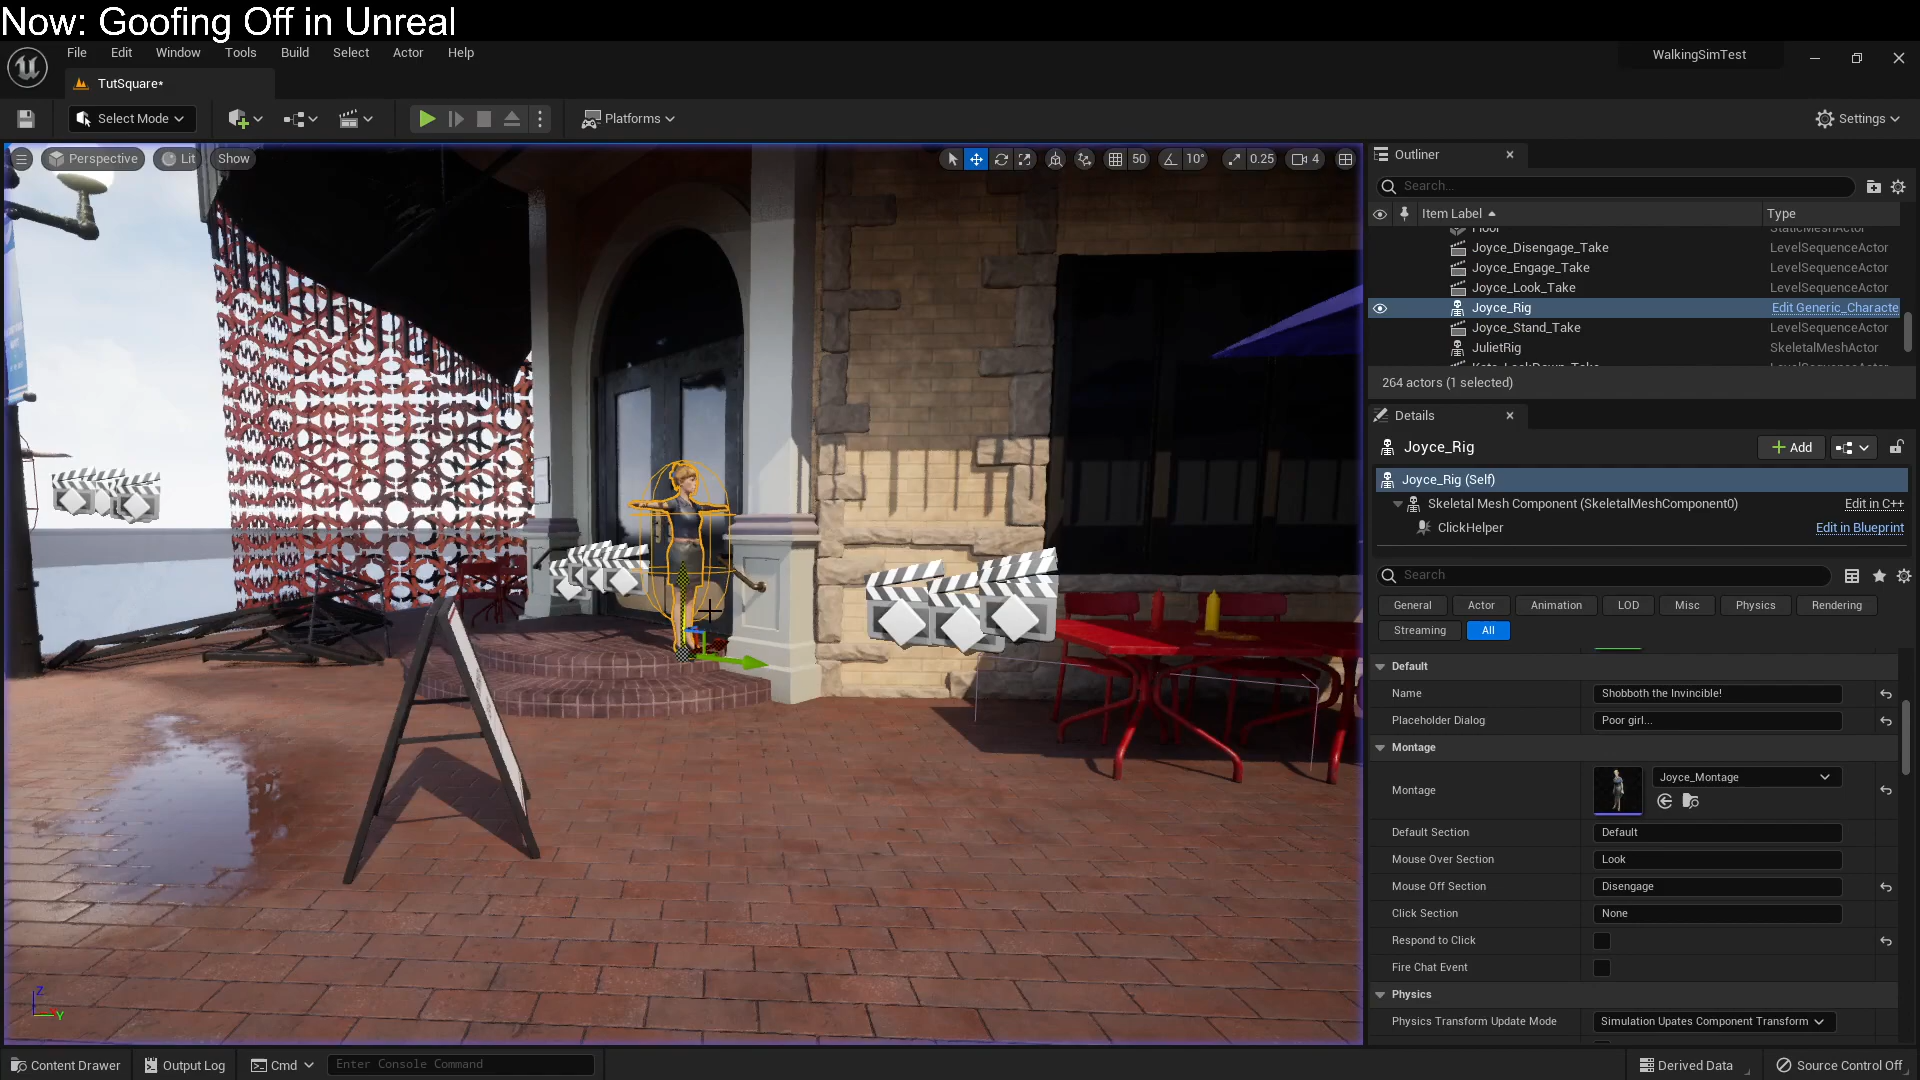 Now: Goofing Off in Unreal
File Edit Window Tools Build Select Actor Help
WalkingSimTest
TutSquare*
Select Mode
Platforms
Settings
Perspective Lit Show
50 10° 0.25 4
Outliner
Search...
Item Label Type
Floor StaticMeshActor
Joyce_Disengage_Take LevelSequenceActor
Joyce_Engage_Take LevelSequenceActor
Joyce_Look_Take LevelSequenceActor
Joyce_Rig Edit Generic_Characte
Joyce_Stand_Take LevelSequenceActor
JulietRig SkeletalMeshActor
264 actors (1 selected)
Details
Joyce_Rig
Add
Joyce_Rig (Self)
Skeletal Mesh Component (SkeletalMeshComponent0) Edit in C++
ClickHelper Edit in Blueprint
Search
General Actor Animation LOD Misc Physics Rendering
Streaming All
Default
Name Shobboth the Invincible!
Placeholder Dialog Poor girl...
Montage
Montage Joyce_Montage
Default Section Default
Mouse Over Section Look
Mouse Off Section Disengage
Click Section None
Respond to Click
Fire Chat Event
Physics
Physics Transform Update Mode Simulation Upates Component Transform
Z
Y
Content Drawer Output Log Cmd Enter Console Command
Derived Data Source Control Off